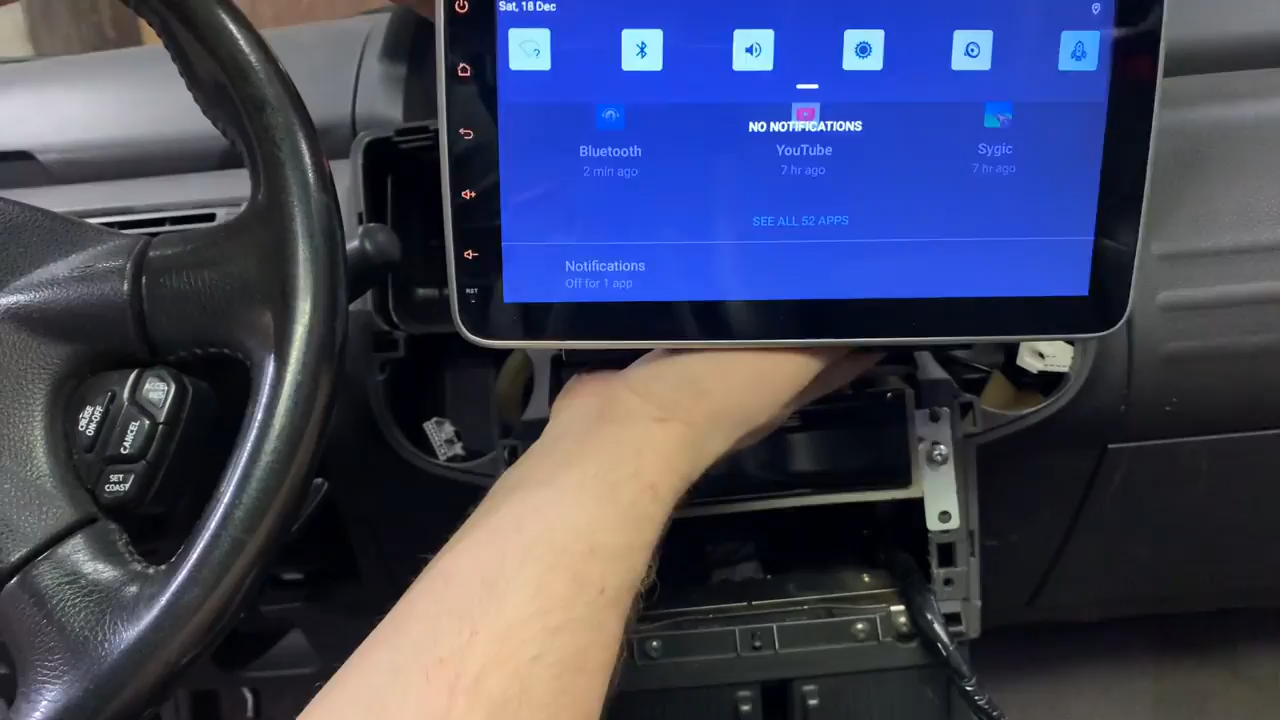 Sat, 18 Dec
NO NOTIFICATIONS
Bluetooth
YouTube
Sygic
2 min ago
7 hr ago
7 hr ago
SEE ALL 52 APPS
Notifications
Off for 1 app
RST
CRUISE
ON-OFF
ACCEL
RES
CANCEL
SET
COAST